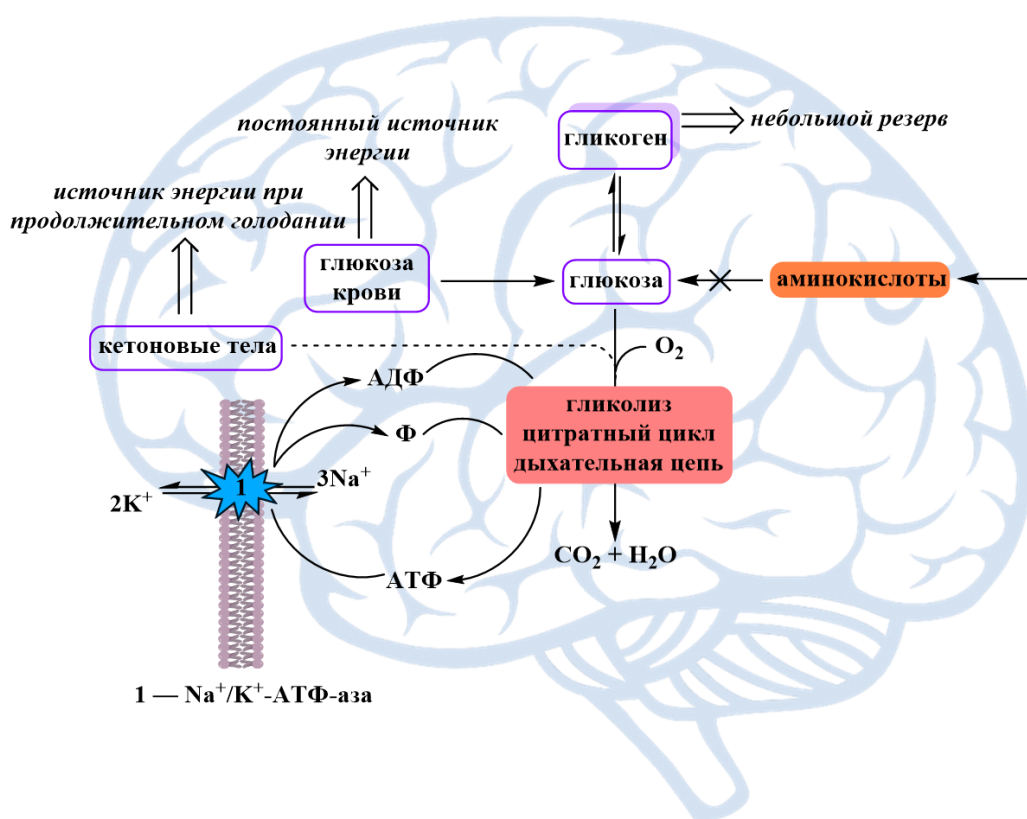 постоянный источник
энергии
гликоген
небольшой резерв
источник энергии при
продолжительном голодании
глюкоза
крови
глюкоза
аминокислоты
кетоновые тела
O₂
АДФ
Ф
гликолиз
цитратный цикл
дыхательная цепь
1
2K⁺
3Na⁺
CO₂ + H₂O
АТФ
1 — Na⁺/K⁺-АТФ-аза